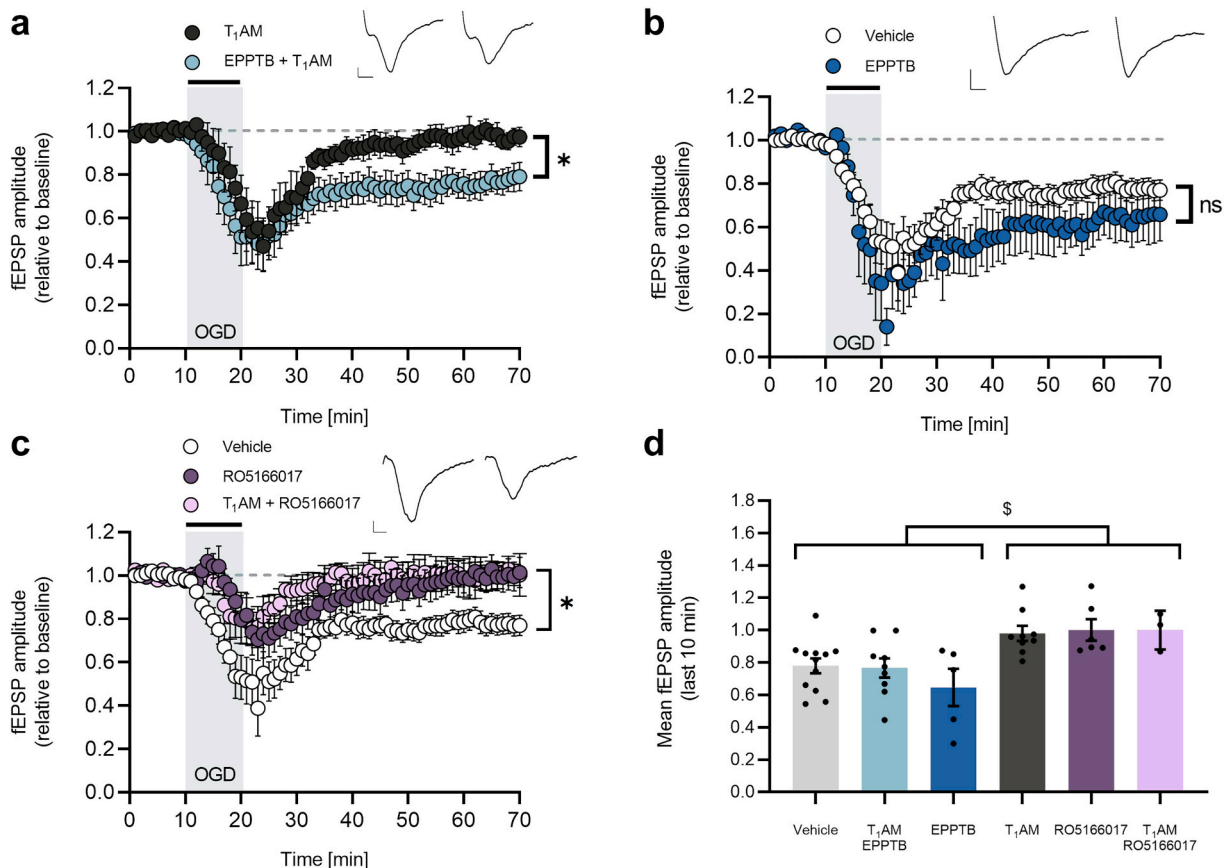 a
T₁AM
EPPTB + T₁AM
fEPSP amplitude
(relative to baseline)
1.2
1.0
0.8
0.6
0.4
0.2
0.0
OGD
*
0 10 20 30 40 50 60 70
Time [min]
b
Vehicle
EPPTB
fEPSP amplitude
(relative to baseline)
1.2
1.0
0.8
0.6
0.4
0.2
0.0
OGD
ns
0 10 20 30 40 50 60 70
Time [min]
c
Vehicle
RO5166017
T₁AM + RO5166017
fEPSP amplitude
(relative to baseline)
1.2
1.0
0.8
0.6
0.4
0.2
0.0
OGD
*
0 10 20 30 40 50 60 70
Time [min]
d
Mean fEPSP amplitude
(last 10 min)
1.8
1.6
1.4
1.2
1.0
0.8
0.6
0.4
0.2
0.0
$
Vehicle
T₁AM
EPPTB
EPPTB
T₁AM
RO5166017
T₁AM
RO5166017